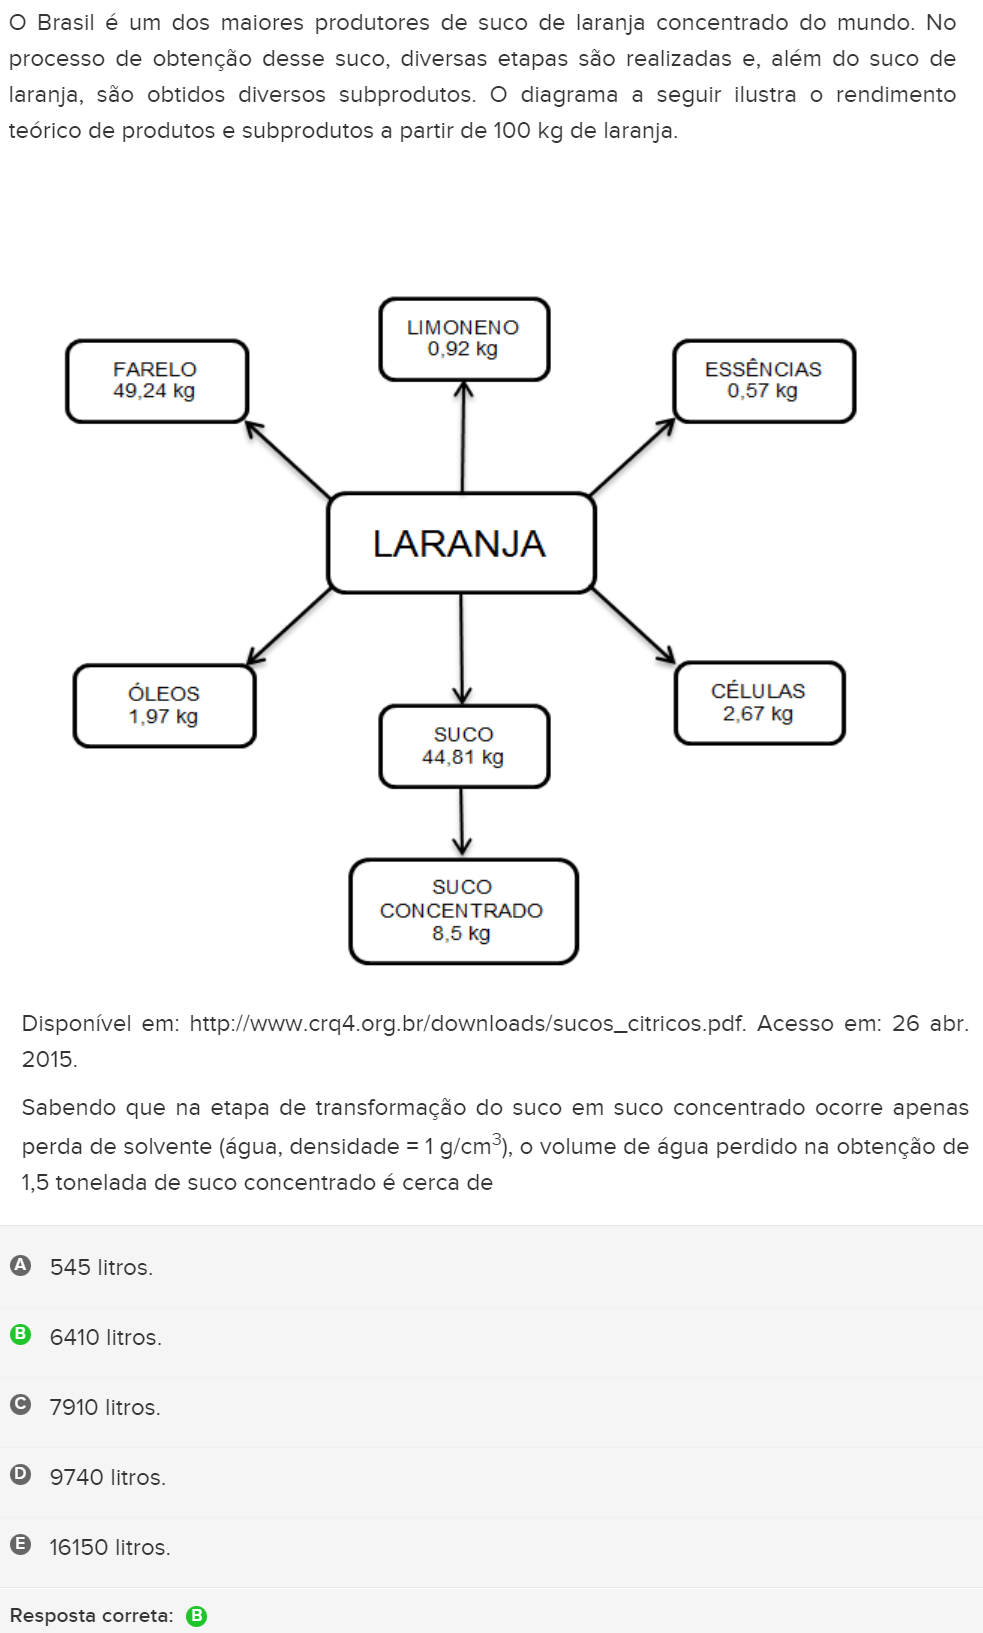 O Brasil é um dos maiores produtores de suco de laranja concentrado do mundo. No
processo de obtenção desse suco, diversas etapas são realizadas e, além do suco de
laranja, são obtidos diversos subprodutos. O diagrama a seguir ilustra o rendimento
teórico de produtos e subprodutos a partir de 100 kg de laranja.
LIMONENO
0,92 kg
FARELO
49,24 kg
ESSÊNCIAS
0,57 kg
LARANJA
ÓLEOS
1,97 kg
SUCO
44,81 kg
CÉLULAS
2,67 kg
SUCO
CONCENTRADO
8,5 kg
Disponível em: http://www.crq4.org.br/downloads/sucos_citricos.pdf. Acesso em: 26 abr.
2015.
Sabendo que na etapa de transformação do suco em suco concentrado ocorre apenas
perda de solvente (água, densidade = 1 g/cm³), o volume de água perdido na obtenção de
1,5 tonelada de suco concentrado é cerca de
A 545 litros.
B 6410 litros.
C 7910 litros.
D 9740 litros.
E 16150 litros.
Resposta correta: B